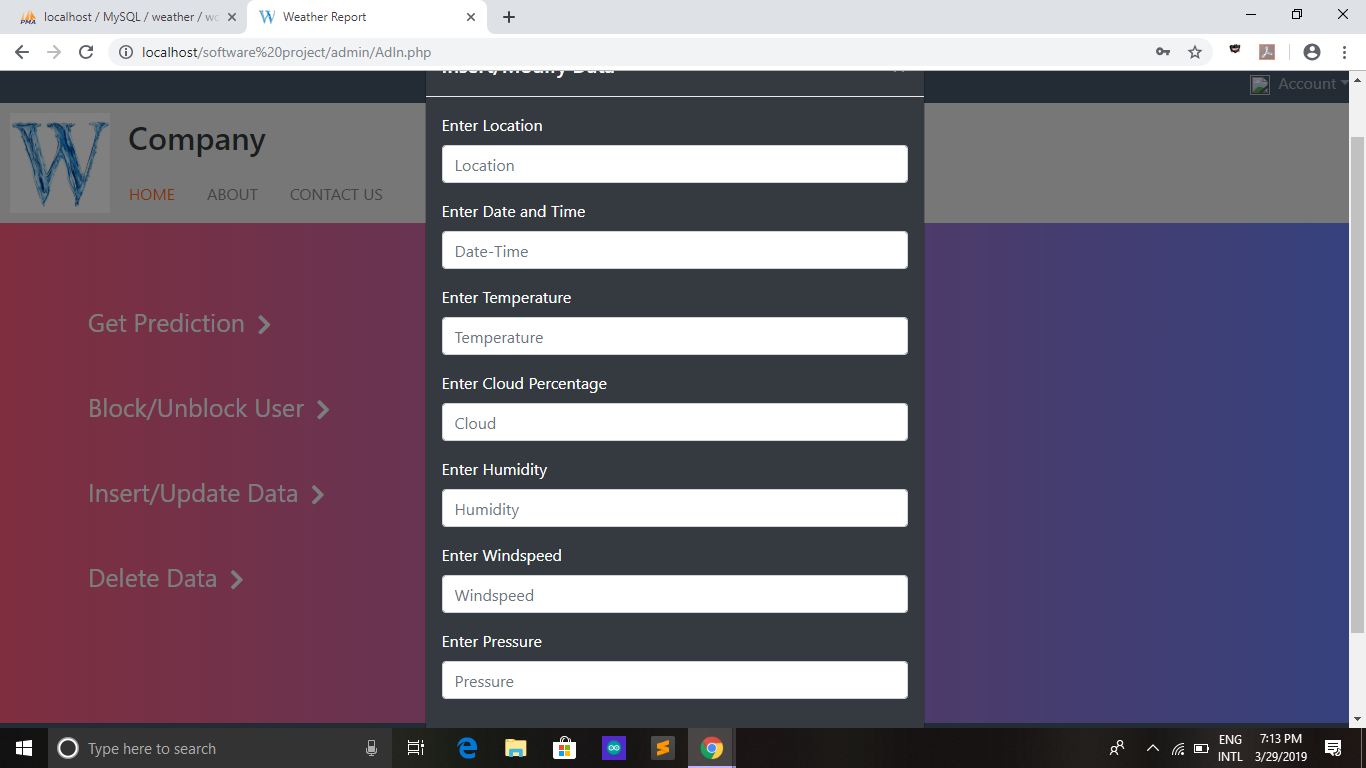 localhost / MySQL / weather / wo
Weather Report
localhost/software%20project/admin/AdIn.php
Insert/Modify Data
Account
W
Company
HOME ABOUT CONTACT US
Enter Location
Location
Enter Date and Time
Date-Time
Enter Temperature
Temperature
Enter Cloud Percentage
Cloud
Enter Humidity
Humidity
Enter Windspeed
Windspeed
Enter Pressure
Pressure
Get Prediction
Block/Unblock User
Insert/Update Data
Delete Data
Type here to search
ENG
INTL
7:13 PM
3/29/2019